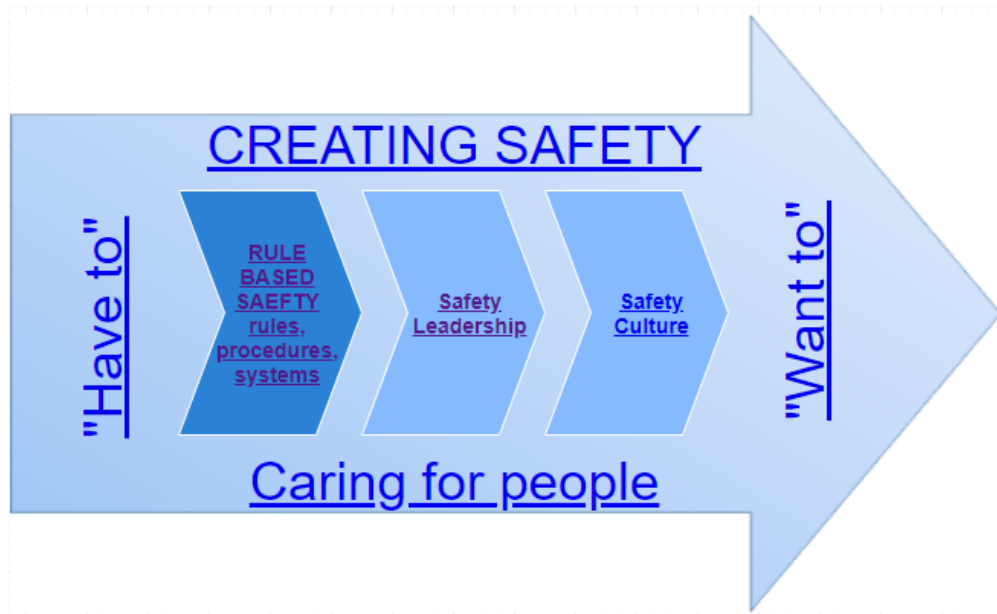 CREATING SAFETY
"Have to"
RULE
BASED
SAEFTY
rules,
procedures,
systems
Safety
Leadership
Safety
Culture
"Want to"
Caring for people